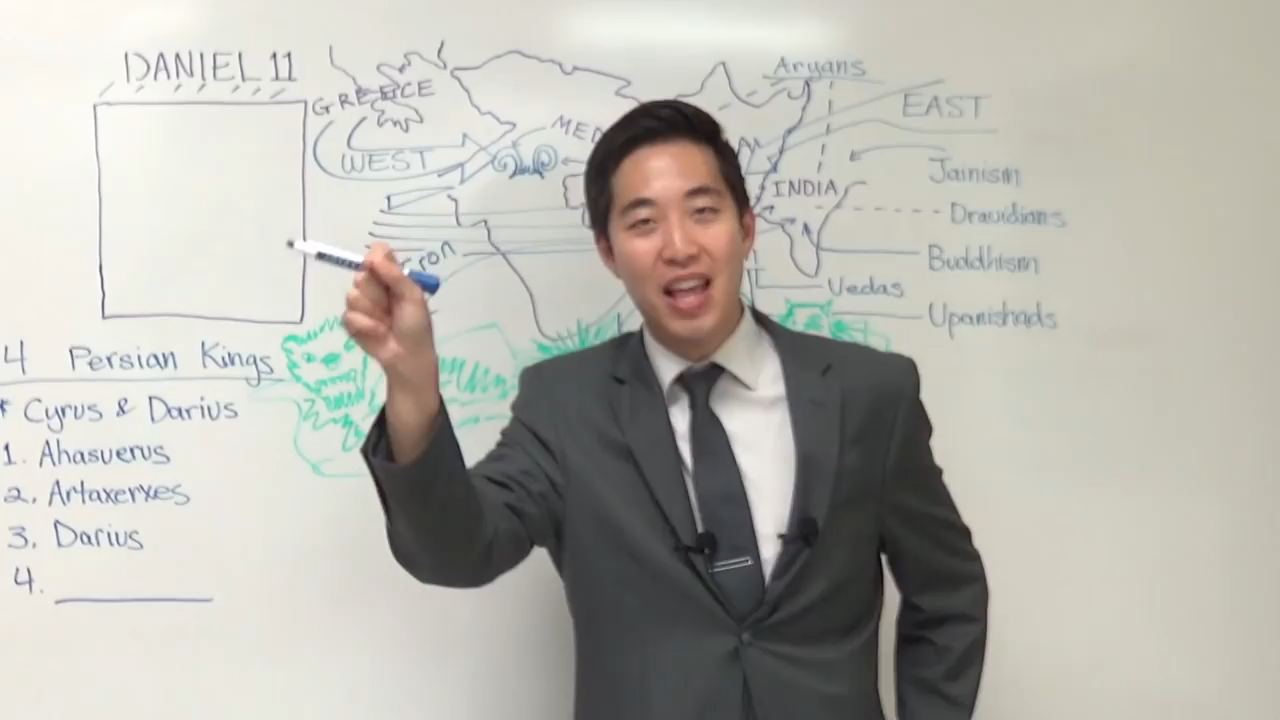 DANIEL 11
GREECE
WEST
Aryans
EAST
INDIA
Jainism
Dravidians
Buddhism
Vedas
Upanishads
4 Persian Kings
Cyrus & Darius
1. Ahasuerus
2. Artaxerxes
3. Darius
4.